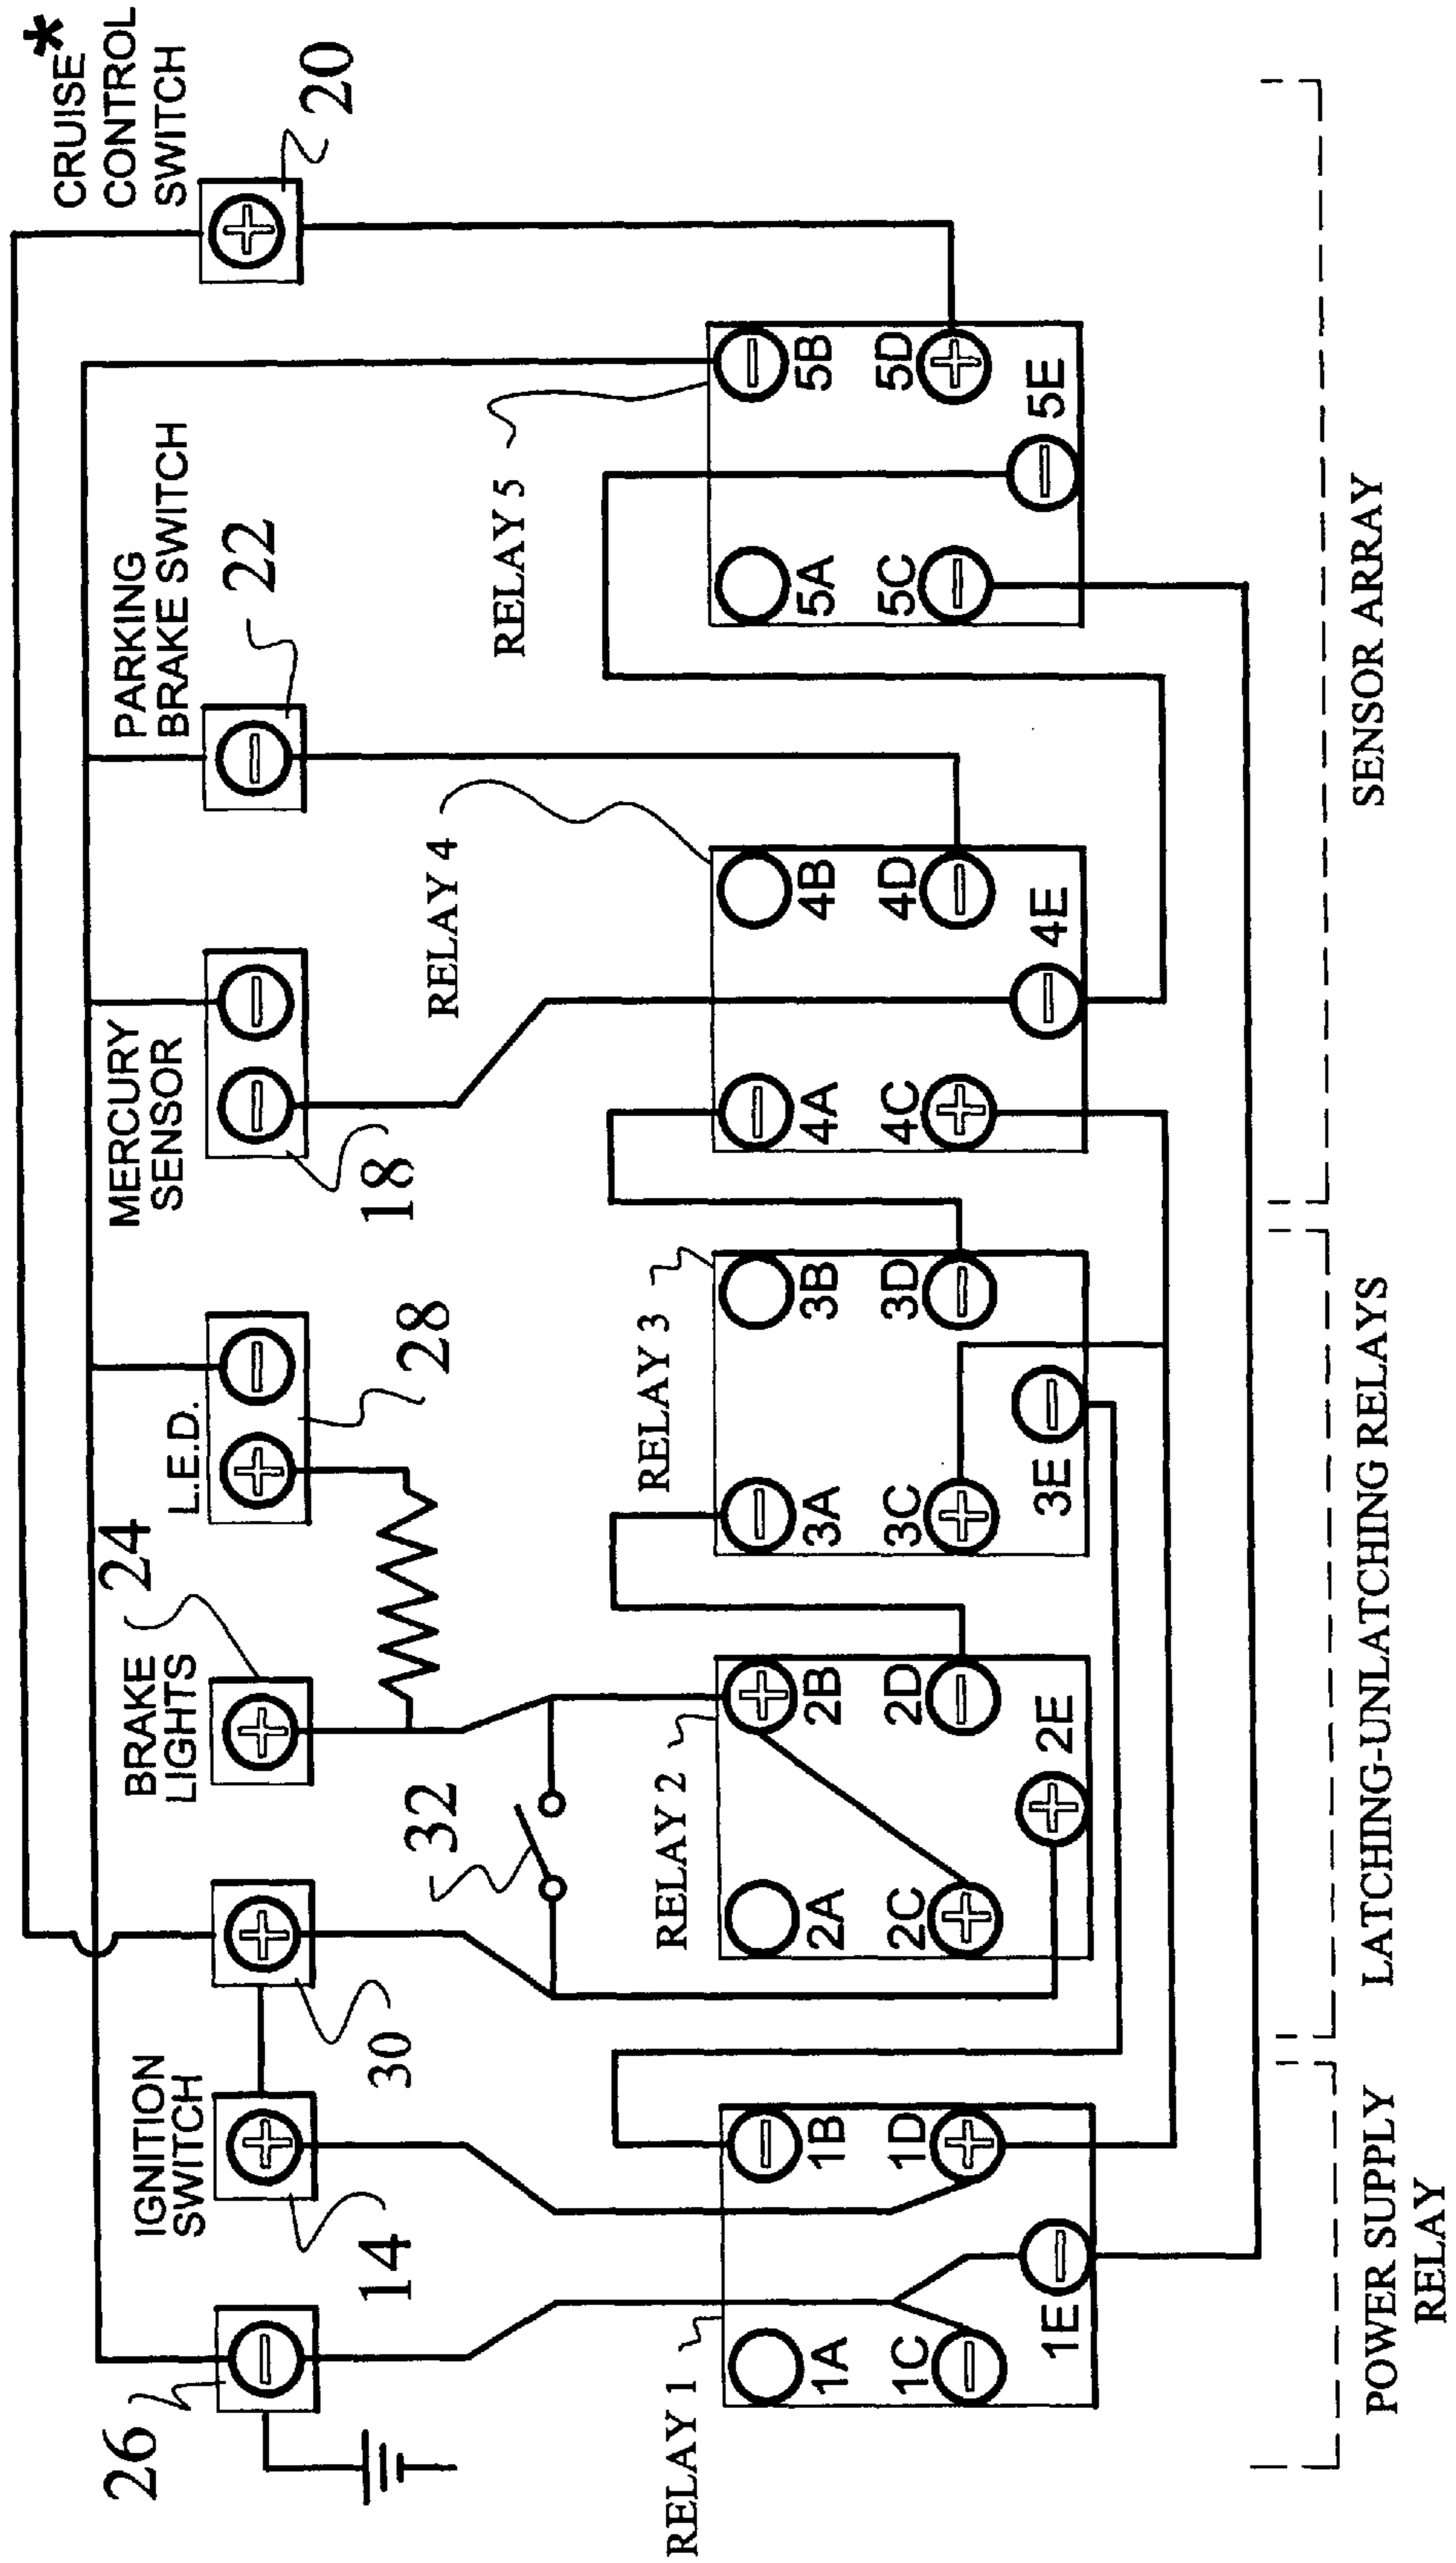 26
14
IGNITION
SWITCH
30
32
BRAKE
LIGHTS
24
L.E.D.
28
MERCURY
SENSOR
18
PARKING
BRAKE SWITCH
22
CRUISE*
CONTROL
SWITCH
20
RELAY 1
1A
1B
1C
1D
1E
RELAY 2
2A
2B
2C
2D
2E
RELAY 3
3A
3B
3C
3D
3E
RELAY 4
4A
4B
4C
4D
4E
RELAY 5
5A
5B
5C
5D
5E
POWER SUPPLY
RELAY
LATCHING-UNLATCHING RELAYS
SENSOR ARRAY